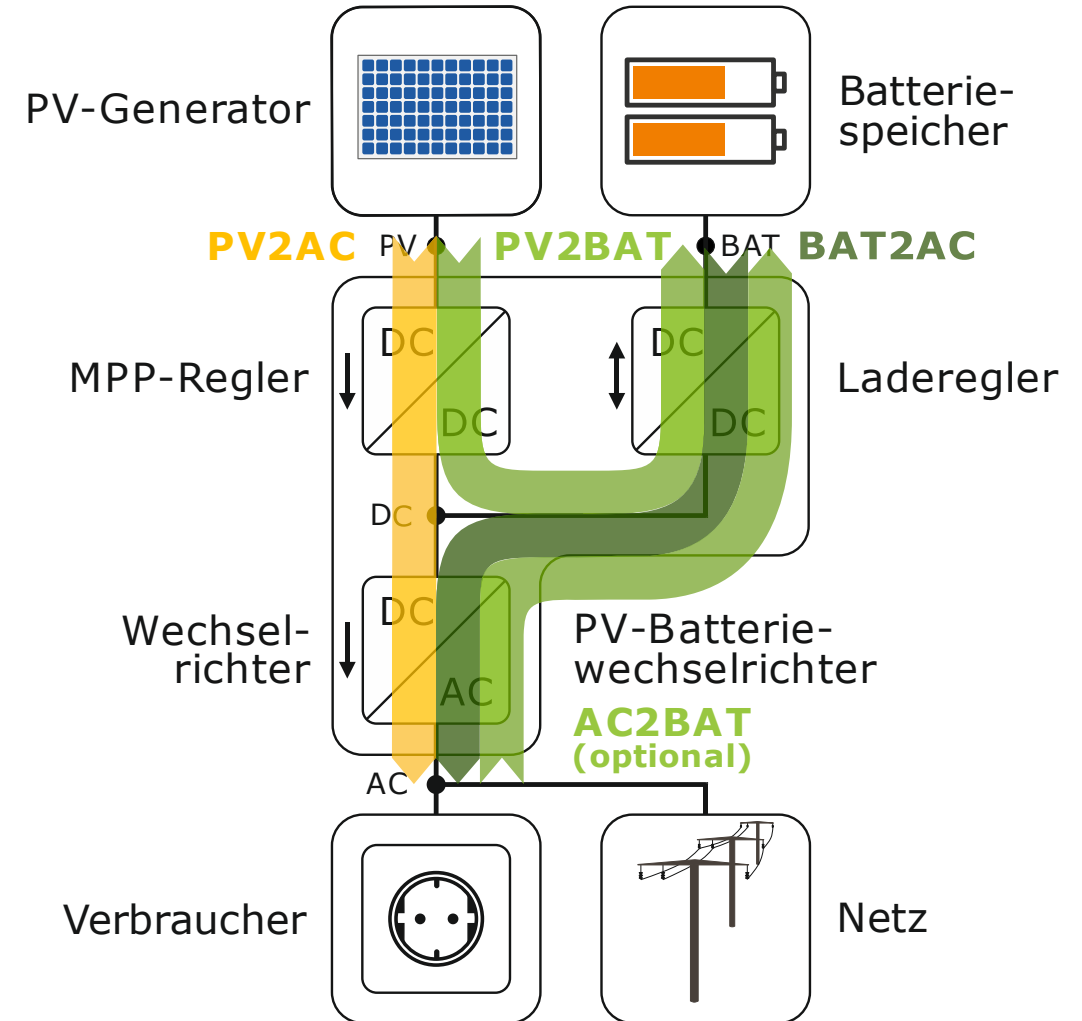 PV-Generator
Batterie-
speicher
PV2AC
PV
PV2BAT
BAT
BAT2AC
DC
DC
MPP-Regler
Laderegler
DC
DC
DC
DC
Wechsel-
richter
PV-Batterie-
wechselrichter
AC
AC2BAT
(optional)
AC
Verbraucher
Netz